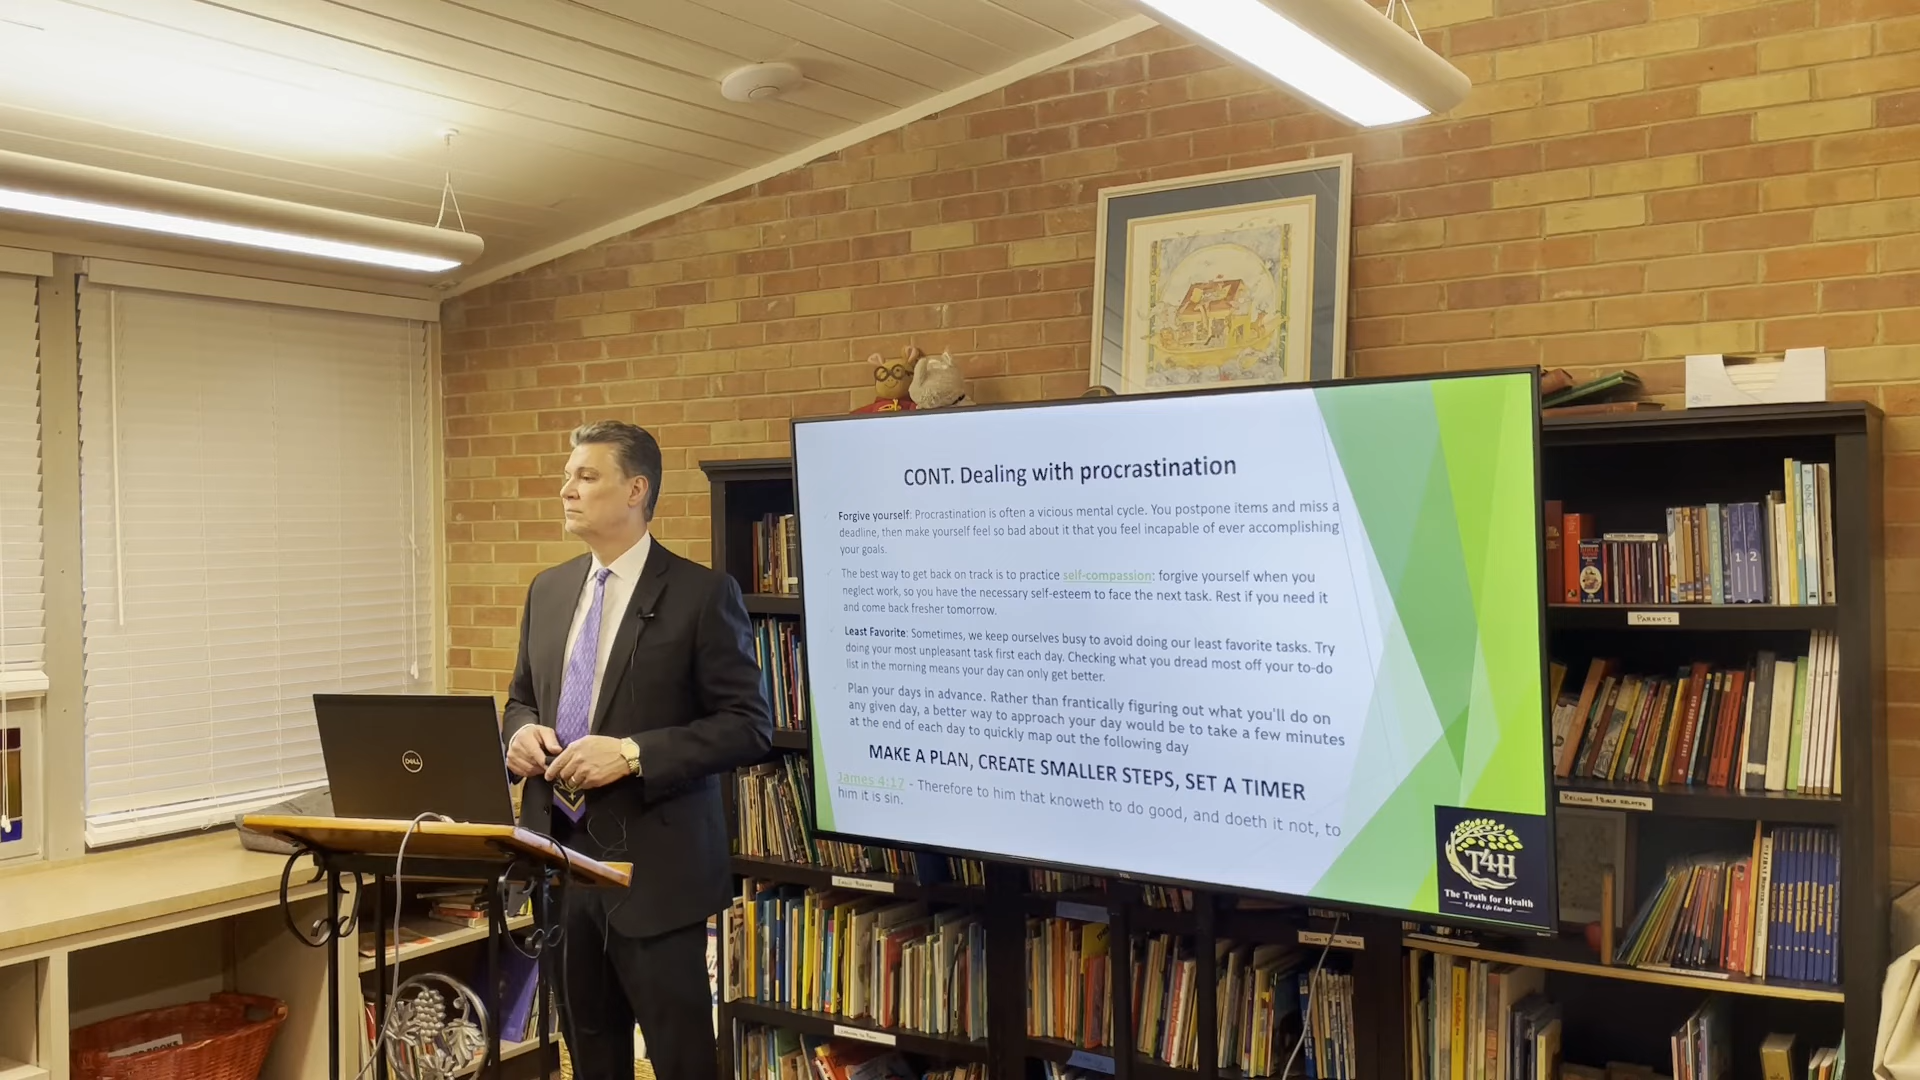 CONT. Dealing with procrastination
Forgive yourself: Procrastination is often a vicious mental cycle. You postpone items and miss a
deadline, then make yourself feel so bad about it that you feel incapable of ever accomplishing
your goals.
The best way to get back on track is to practice self-compassion: forgive yourself when you
neglect work, so you have the necessary self-esteem to face the next task. Rest if you need it
and come back fresher tomorrow.
Least Favorite: Sometimes, we keep ourselves busy to avoid doing our least favorite tasks. Try
doing your most unpleasant task first each day. Checking what you dread most off your to-do
list in the morning means your day can only get better.
Plan your days in advance. Rather than frantically figuring out what you'll do on
any given day, a better way to approach your day would be to take a few minutes
at the end of each day to quickly map out the following day
MAKE A PLAN, CREATE SMALLER STEPS, SET A TIMER
James 4:17 - Therefore to him that knoweth to do good, and doeth it not, to
him it is sin.
T4H
The Truth for Health
Life & Life Eternal
DELL
TCL
PARENTS
1 2
BOOKS